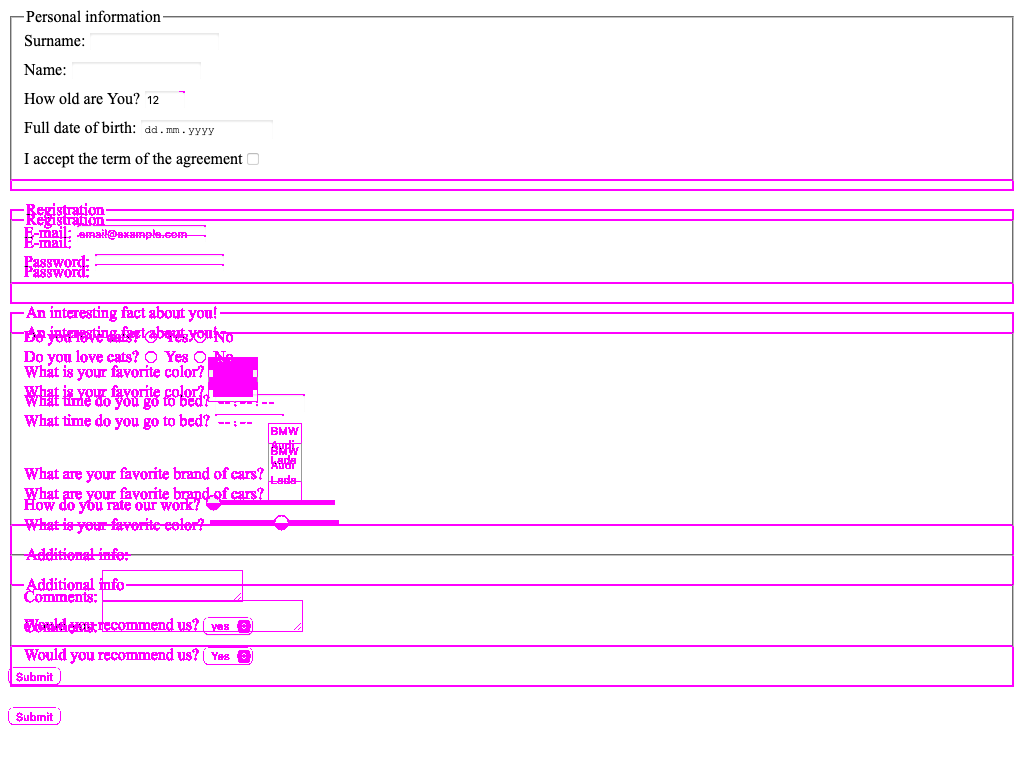 Personal information
Surname:
Name:
How old are You? 12
Full date of birth: dd.mm.yyyy
I accept the term of the agreement
Registration
Registration
E-mail: email@example.com
E-mail:
Password:
Password:
An interesting fact about you!
An interesting fact about you!
Do you love cats? Yes No
Do you love cats? Yes No
What is your favorite color?
What is your favorite color?
What time do you go to bed? --:--:--
What time do you go to bed? --:--
BMW
Audi
BMW
Lada
Audi
Lada
What are your favorite brand of cars?
What are your favorite brand of cars?
How do you rate our work?
What is your favorite color?
Additional info:
Additional info
Comments:
Would you recommend us? yes
Comments:
Would you recommend us? Yes
Submit
Submit